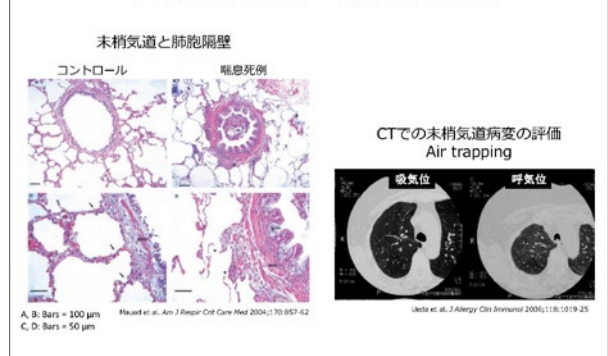 末梢気道と肺胞隔壁
コントロール
喘息死例
A, B: Bars = 100 μm
C, D: Bars = 50 μm
Mauad et al. Am J Respir Crit Care Med 2004;170:857-62
CTでの末梢気道病変の評価
Air trapping
吸気位
呼気位
Ueda et al. J Allergy Clin Immunol 2006;118:1019-25